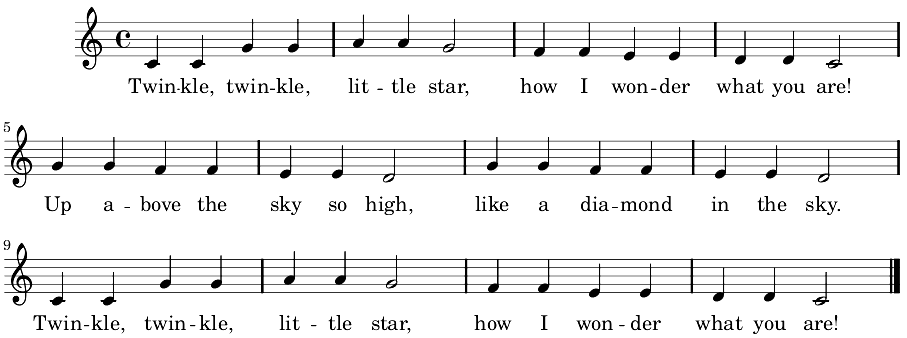 Twin-kle, twin-kle, lit - tle star, how I won-der what you are!
5
Up a - bove the sky so high, like a dia-mond in the sky.
9
Twin-kle, twin-kle, lit - tle star, how I won-der what you are!